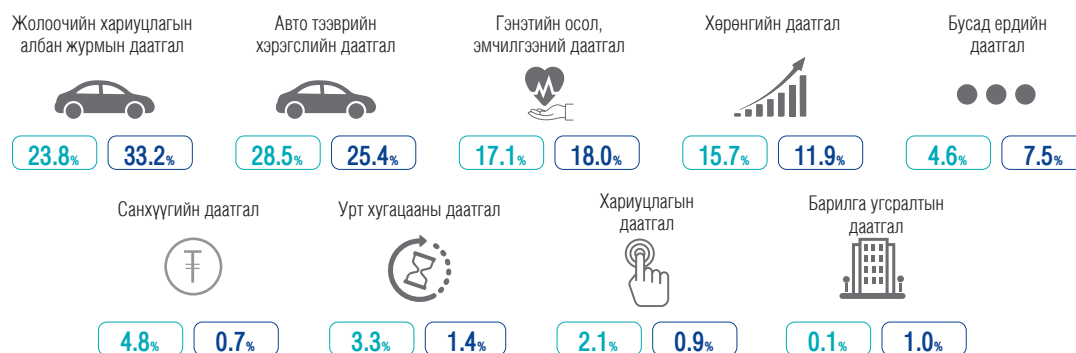 Жолоочийн хариуцлагын
албан журмын даатгал
Авто тээврийн
хэрэгслийн даатгал
Гэнэтийн осол,
эмчилгээний даатгал
Хөрөнгийн даатгал
Бусад ердийн
даатгал
23.8% 33.2%
28.5% 25.4%
17.1% 18.0%
15.7% 11.9%
4.6% 7.5%
Санхүүгийн даатгал
Урт хугацааны даатгал
Хариуцлагын
даатгал
Барилга угсралтын
даатгал
₮
4.8% 0.7%
3.3% 1.4%
2.1% 0.9%
0.1% 1.0%